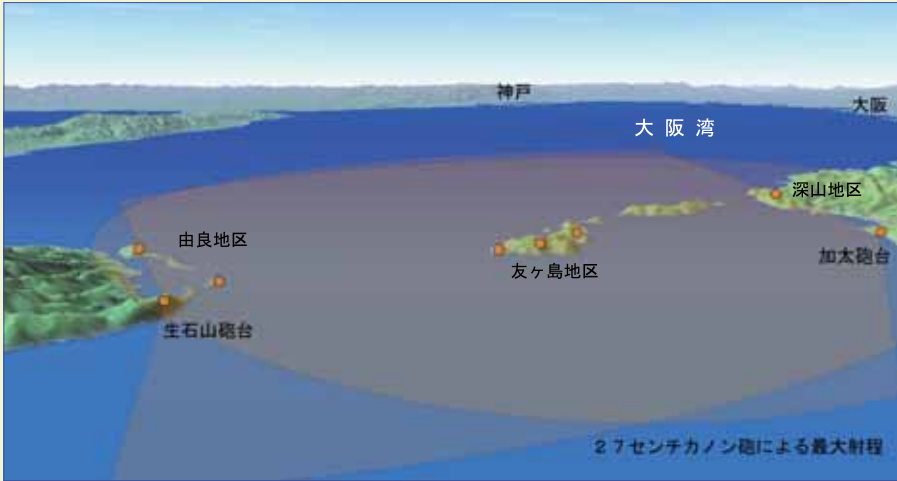 神戸
大阪
大阪湾
深山地区
由良地区
加太砲台
友ヶ島地区
生石山砲台
27センチカノン砲による最大射程